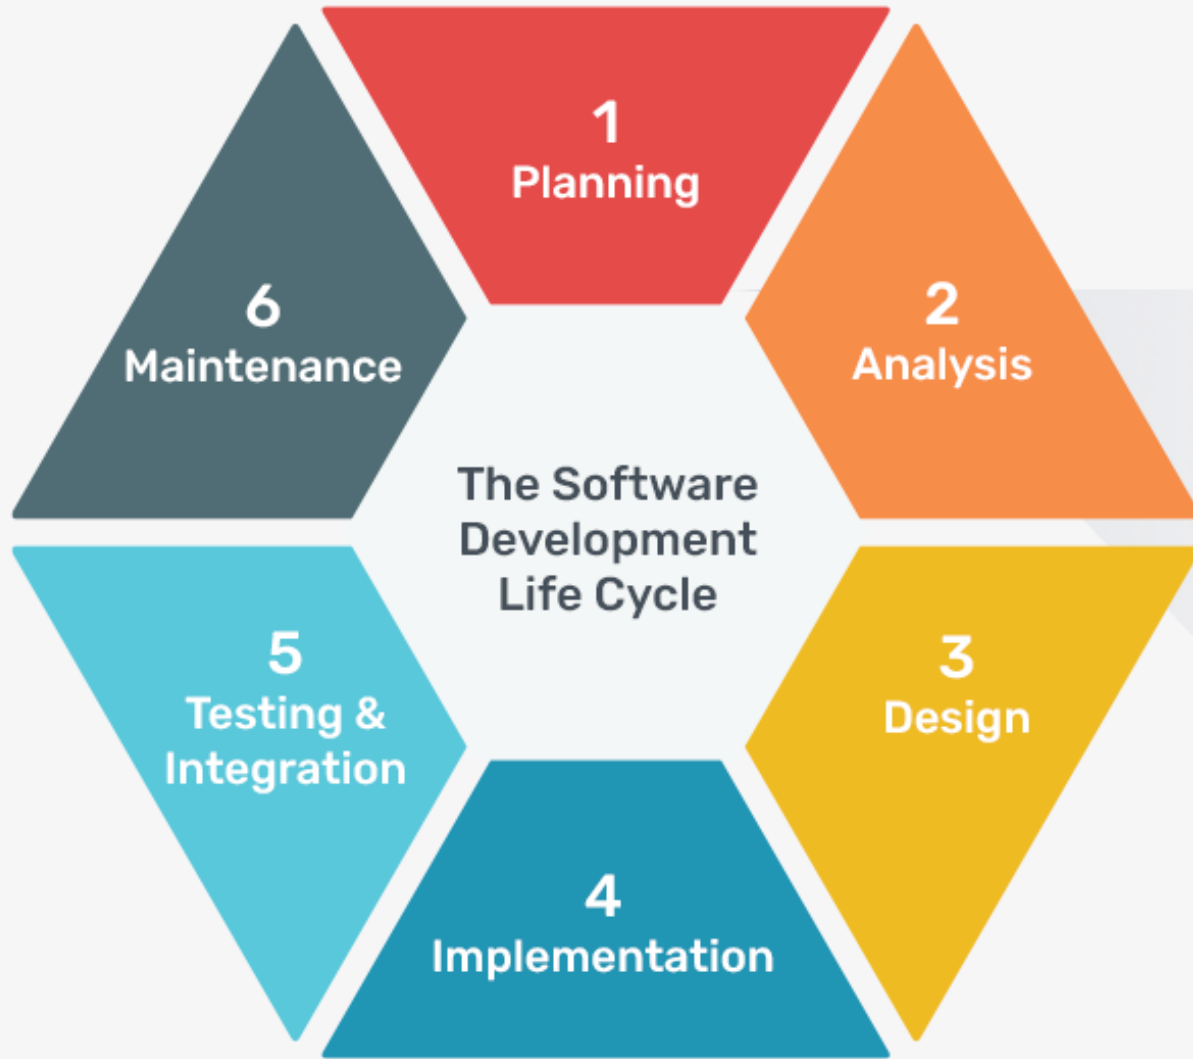 1
Planning
2
Analysis
3
Design
4
Implementation
5
Testing &
Integration
6
Maintenance
The Software
Development
Life Cycle